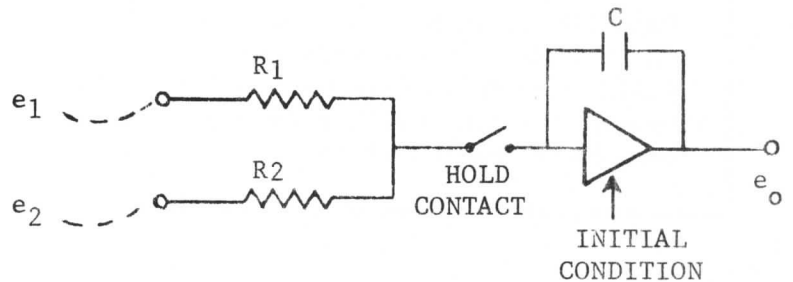 C
R1
e1
HOLD
CONTACT
R2
e2
eo
INITIAL
CONDITION